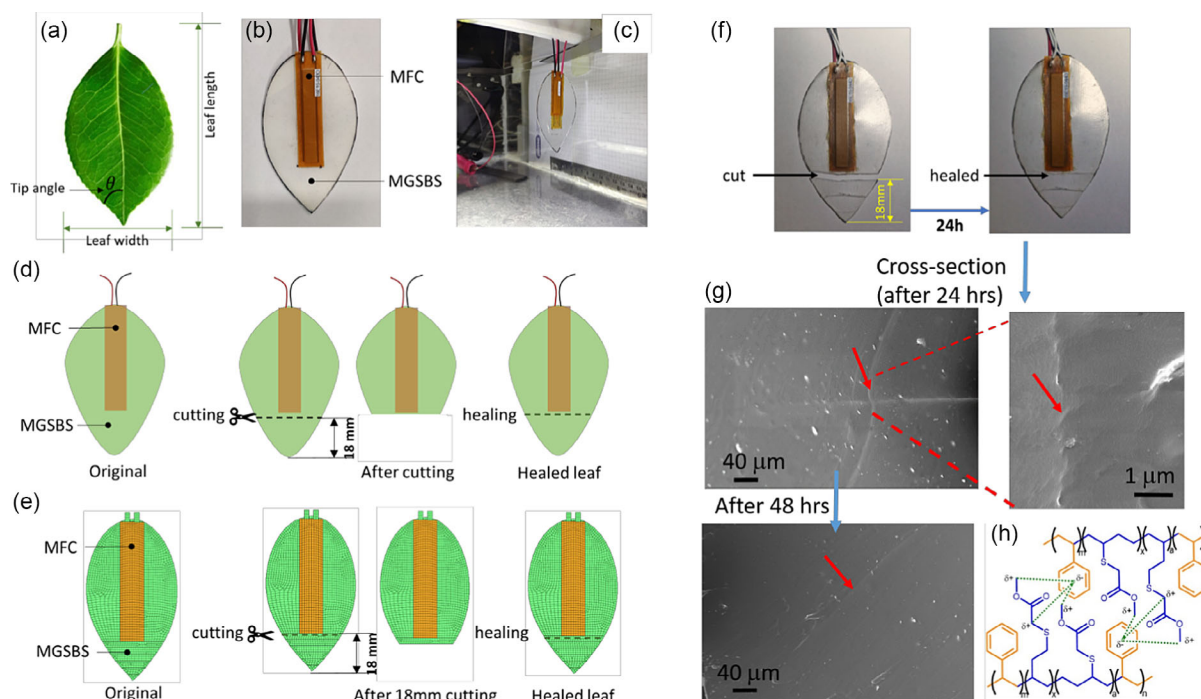 (a)
Leaf length
Tip angle
θ
Leaf width
(b)
MFC
MGSBS
(c)
(d)
MFC
MGSBS
Original
cutting
18 mm
After cutting
healing
Healed leaf
(e)
MFC
MGSBS
Original
cutting
18 mm
After 18mm cutting
healing
Healed leaf
(f)
cut
18mm
healed
24h
Cross-section
(after 24 hrs)
(g)
40 µm
1 µm
After 48 hrs
40 µm
(h)
δ+
δ-
δ+
S
O
O
S
δ+
δ+
O
O
S
O
O
S
δ+
O
O
δ-
δ+
n